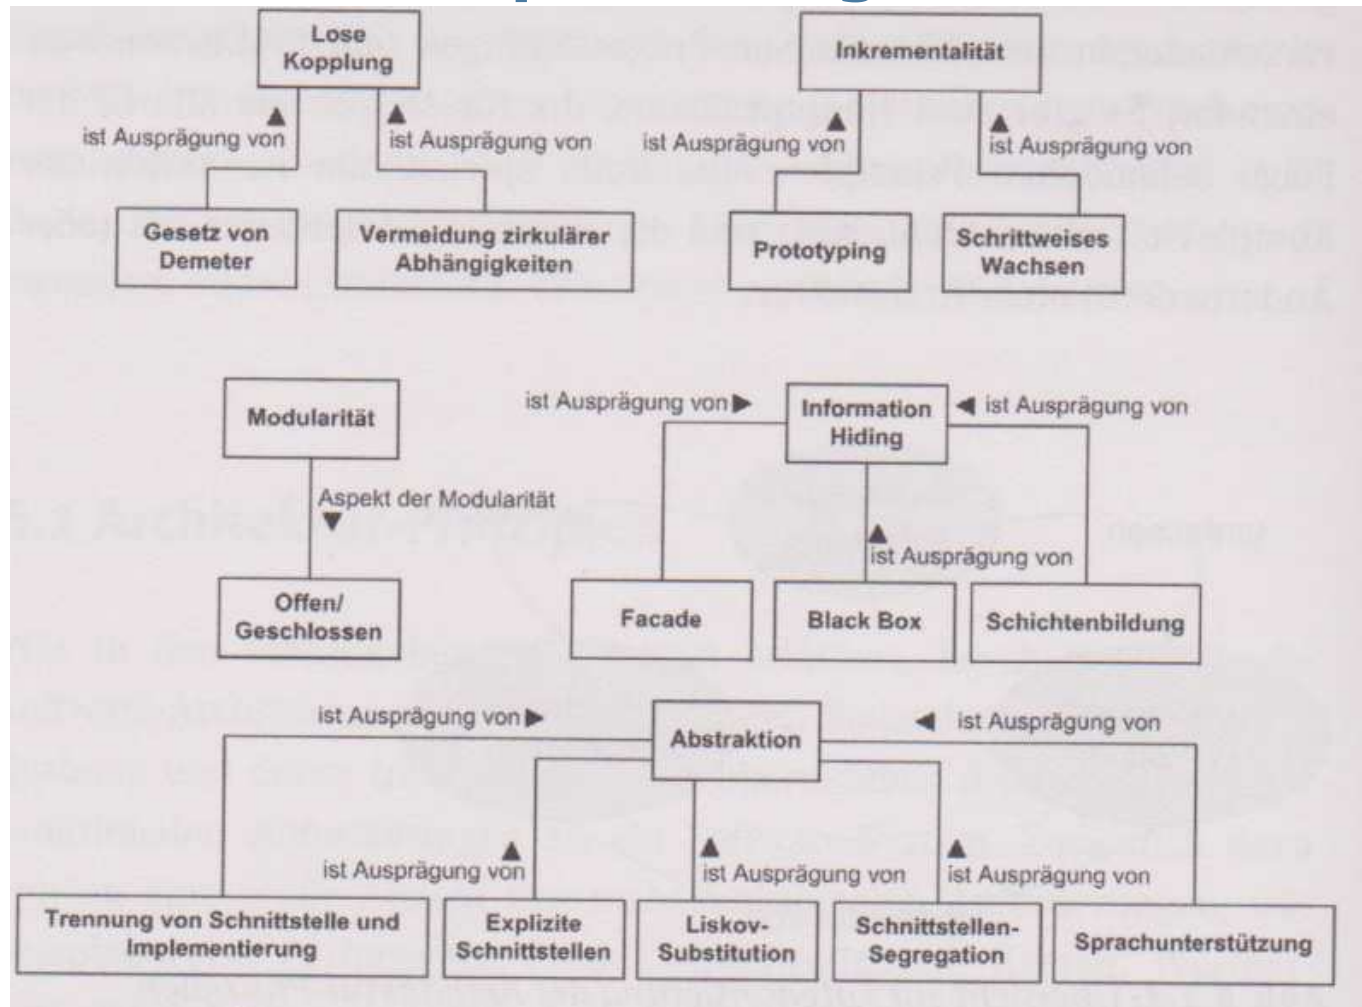 Lose
Kopplung
Inkrementalität
ist Ausprägung von
ist Ausprägung von
ist Ausprägung von
ist Ausprägung von
Gesetz von
Demeter
Vermeidung zirkulärer
Abhängigkeiten
Prototyping
Schrittweises
Wachsen
Modularität
ist Ausprägung von
Information
Hiding
ist Ausprägung von
Aspekt der Modularität
ist Ausprägung von
Offen/
Geschlossen
Facade
Black Box
Schichtenbildung
ist Ausprägung von
Abstraktion
ist Ausprägung von
ist Ausprägung von
ist Ausprägung von
ist Ausprägung von
Trennung von Schnittstelle und
Implementierung
Explizite
Schnittstellen
Liskov-
Substitution
Schnittstellen-
Segregation
Sprachunterstützung